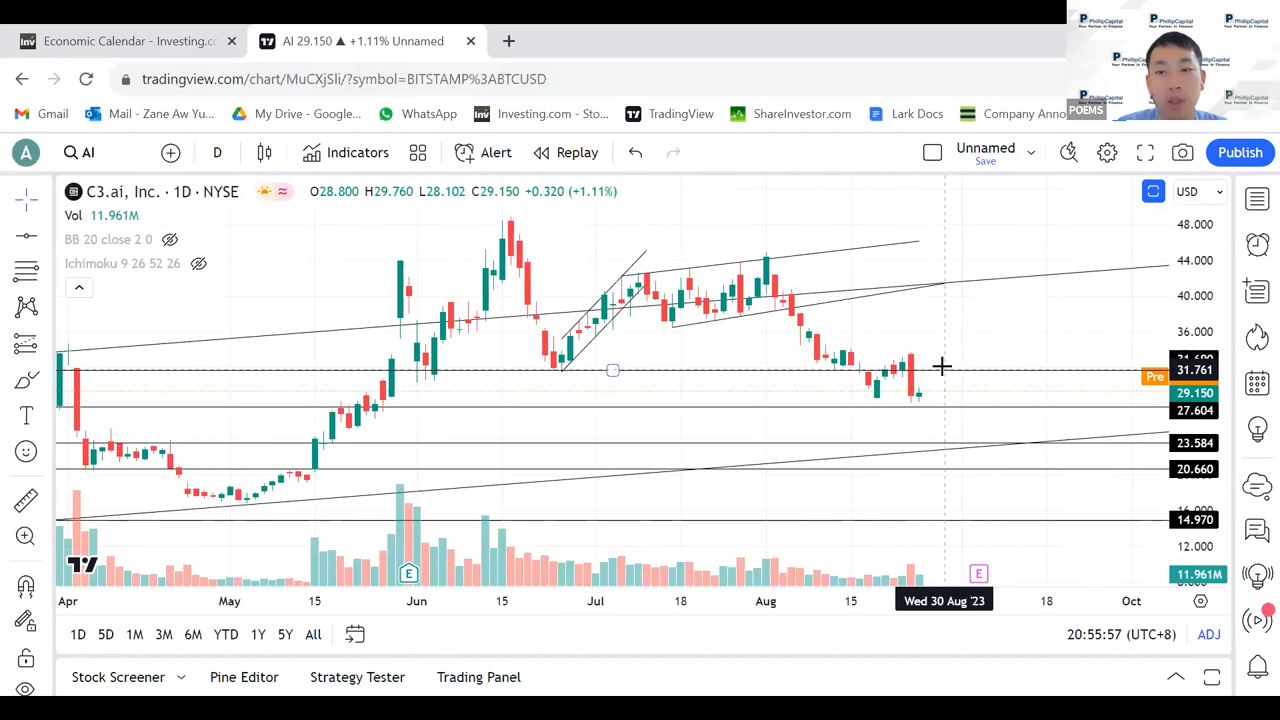 Economic Calendar - Investing.co
AI 29.150 ▲ +1.11% Unnamed
PhillipCapital
Your Partner in Finance
POEMS
tradingview.com/chart/MuCXjSli/?symbol=BITSTAMP%3ABTCUSD
Gmail
Mail - Zane Aw Yu...
My Drive - Google...
WhatsApp
Investing.com - Sto...
TradingView
ShareInvestor.com
Lark Docs
Company Anno
A
AI
D
Indicators
Alert
Replay
Unnamed
Save
Publish
C3.ai, Inc. · 1D · NYSE
O28.800 H29.760 L28.102 C29.150 +0.320 (+1.11%)
USD
Vol 11.961M
BB 20 close 2 0
Ichimoku 9 26 52 26
48.000
44.000
40.000
36.000
31.690
31.761
Pre
29.150
27.604
23.584
20.660
16.000
14.970
12.000
11.961M
E
E
Apr
May
15
Jun
15
Jul
18
Aug
15
Wed 30 Aug '23
18
Oct
1D
5D
1M
3M
6M
YTD
1Y
5Y
All
20:55:57 (UTC+8)
ADJ
Stock Screener
Pine Editor
Strategy Tester
Trading Panel